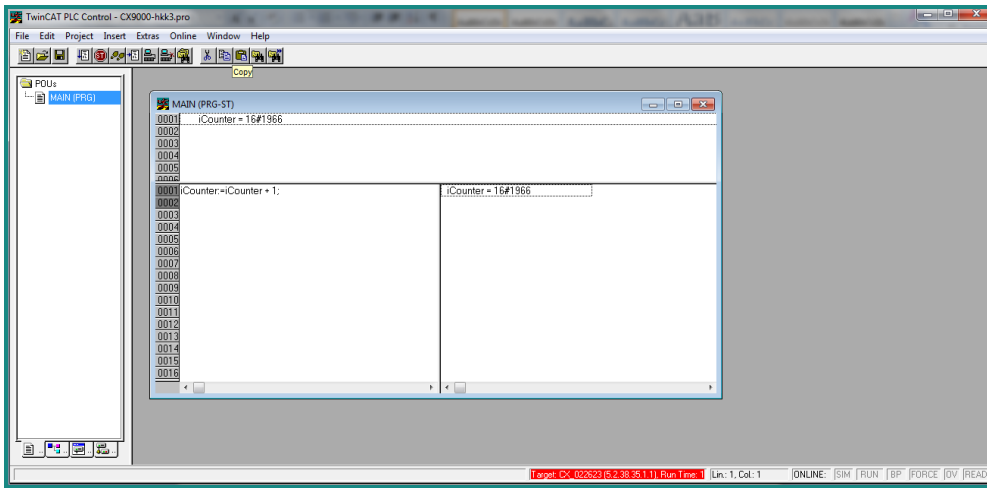 TwinCAT PLC Control - CX9000-hkk3.pro
File Edit Project Insert Extras Online Window Help
Copy
POUs
MAIN (PRG)
MAIN (PRG-ST)
0001 iCounter = 16#1966
0002
0003
0004
0005
0006
0001 iCounter:=iCounter + 1; iCounter = 16#1966
0002
0003
0004
0005
0006
0007
0008
0009
0010
0011
0012
0013
0014
0015
0016
Target: CX_022623 (5.2.38.35.1.1), Run Time: 1 Lin.: 1, Col.: 1 ONLINE: SIM RUN BP FORCE OV READ